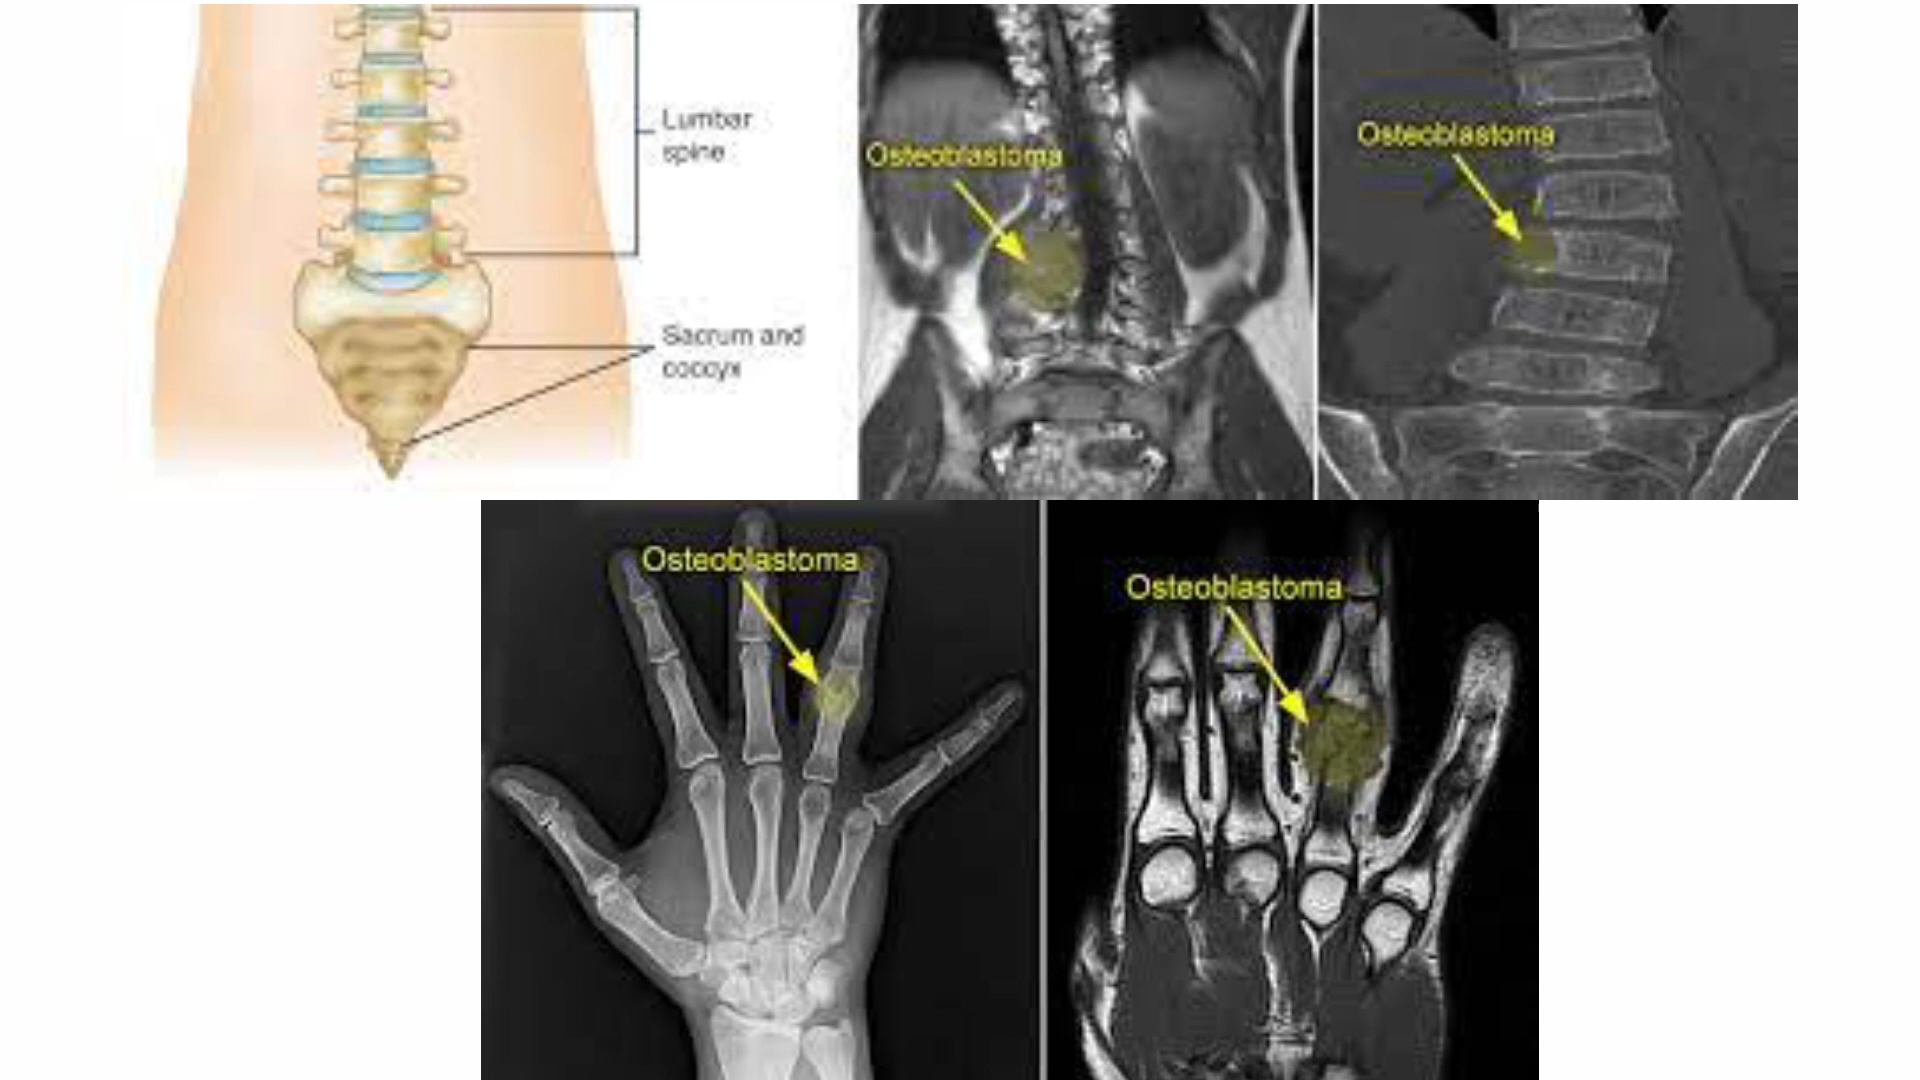 Lumbar
spine
Sacrum and
coccyx
Osteoblastoma
Osteoblastoma
Osteoblastoma
Osteoblastoma